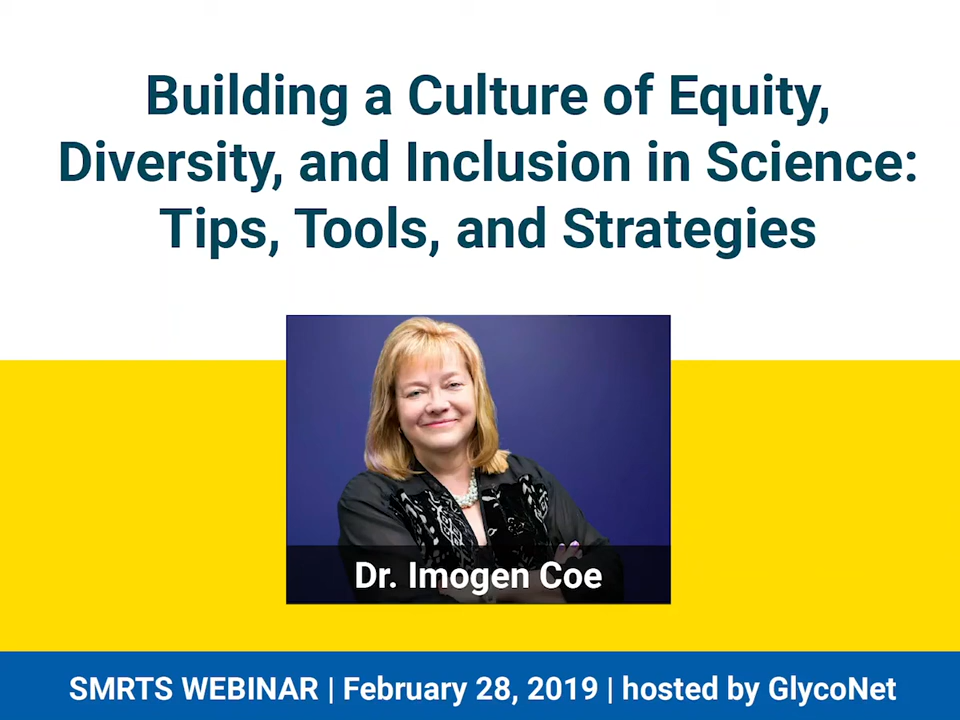 Building a Culture of Equity,
Diversity, and Inclusion in Science:
Tips, Tools, and Strategies
Dr. Imogen Coe
SMRTS WEBINAR | February 28, 2019 | hosted by GlycoNet